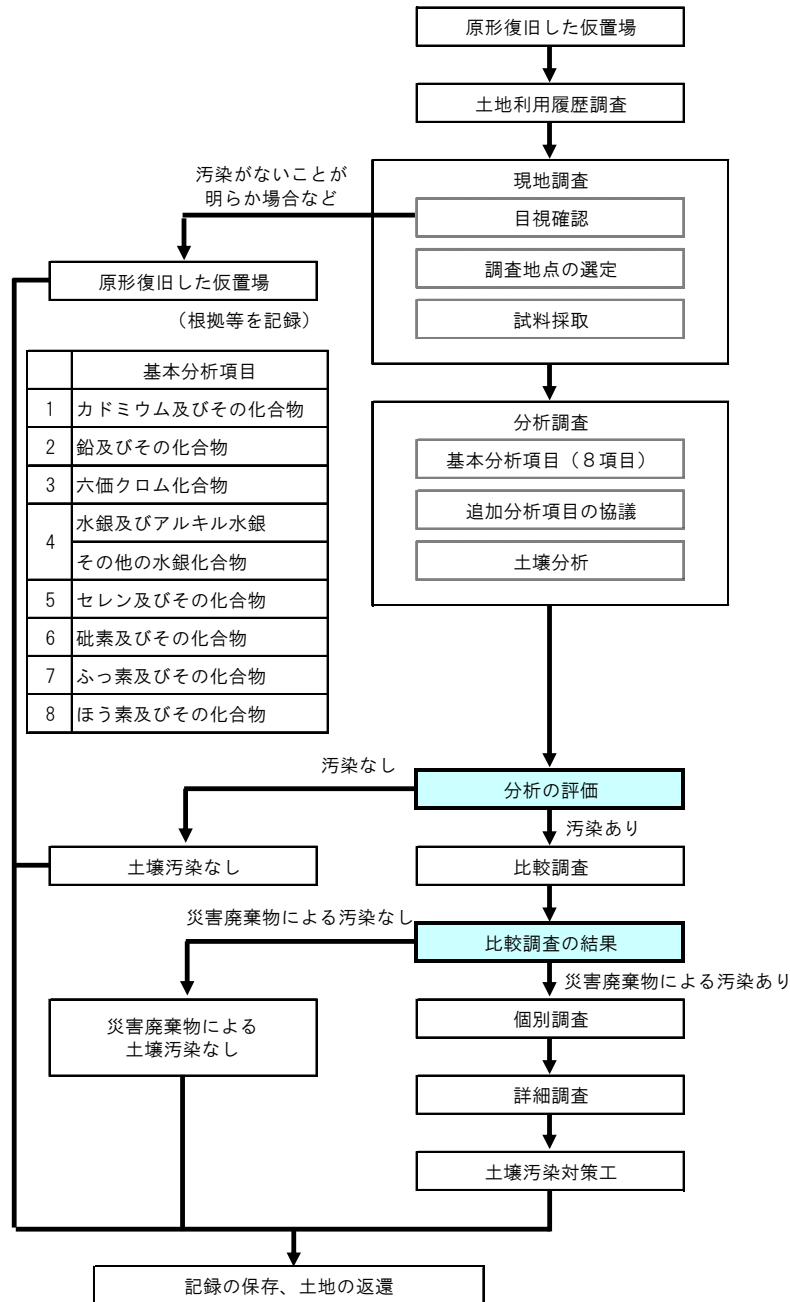 原形復旧した仮置場
土地利用履歴調査
汚染がないことが
明らか場合など
現地調査
目視確認
調査地点の選定
試料採取
原形復旧した仮置場
（根拠等を記録）
基本分析項目
1 カドミウム及びその化合物
2 鉛及びその化合物
3 六価クロム化合物
4 水銀及びアルキル水銀
その他の水銀化合物
5 セレン及びその化合物
6 砒素及びその化合物
7 ふっ素及びその化合物
8 ほう素及びその化合物
分析調査
基本分析項目（８項目）
追加分析項目の協議
土壌分析
汚染なし
分析の評価
汚染あり
土壌汚染なし
比較調査
災害廃棄物による汚染なし
比較調査の結果
災害廃棄物による汚染あり
災害廃棄物による
土壌汚染なし
個別調査
詳細調査
土壌汚染対策工
記録の保存、土地の返還